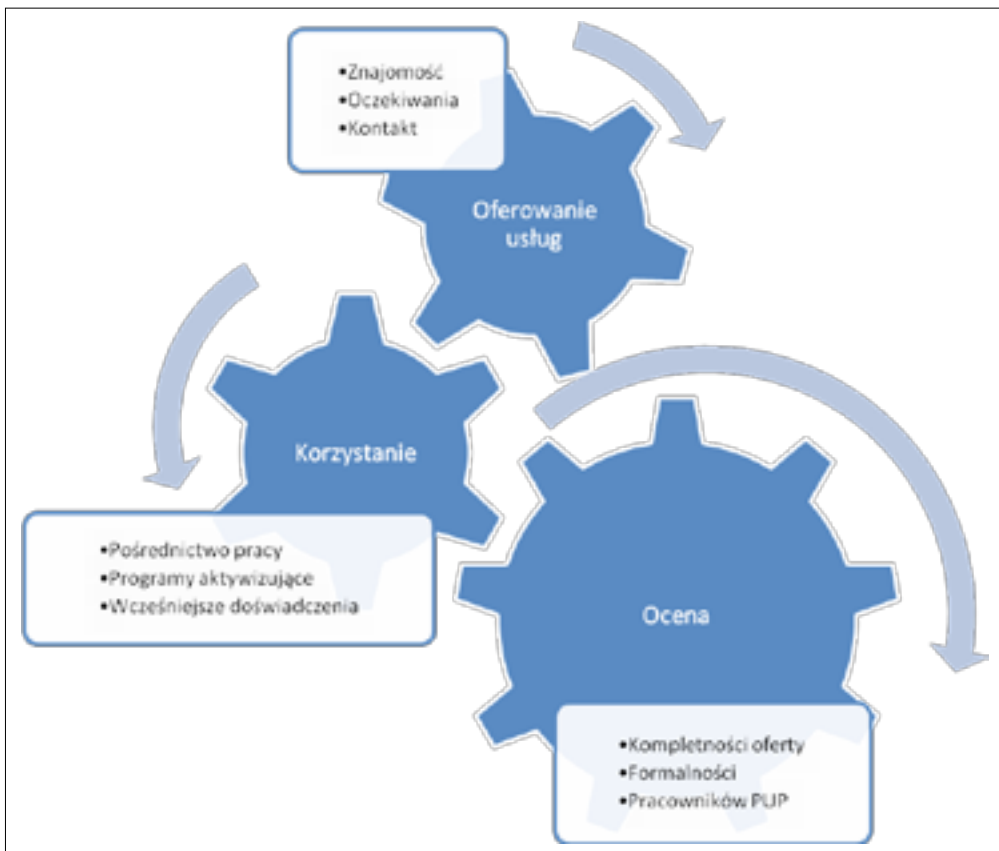 •Znajomość
•Oczekiwania
•Kontakt
Oferowanie
usług
Korzystanie
•Pośrednictwo pracy
•Programy aktywizujące
•Wcześniejsze doświadczenia
Ocena
•Kompletności oferty
•Formalności
•Pracowników PUP